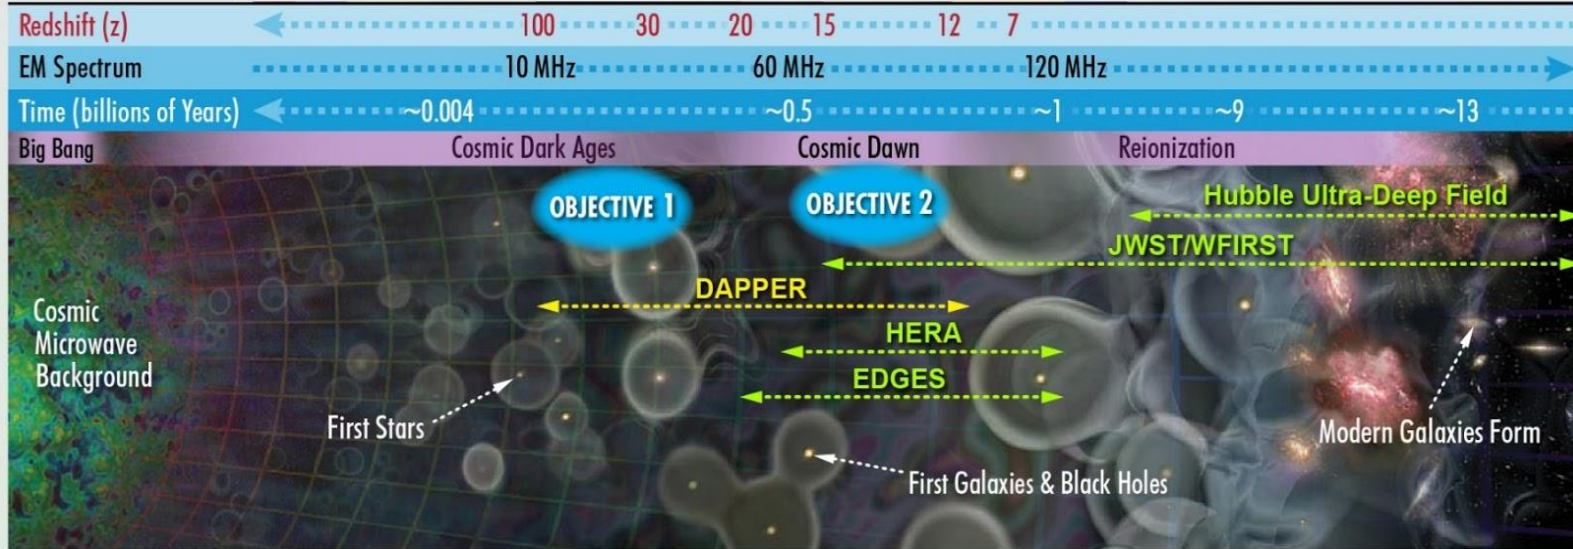 Redshift (z) 100 30 20 15 12 7
EM Spectrum 10 MHz 60 MHz 120 MHz
Time (billions of Years) ~0.004 ~0.5 ~1 ~9 ~13
Big Bang Cosmic Dark Ages Cosmic Dawn Reionization
OBJECTIVE 1 OBJECTIVE 2
Hubble Ultra-Deep Field
JWST/WFIRST
DAPPER
HERA
EDGES
Cosmic
Microwave
Background
First Stars
First Galaxies & Black Holes
Modern Galaxies Form